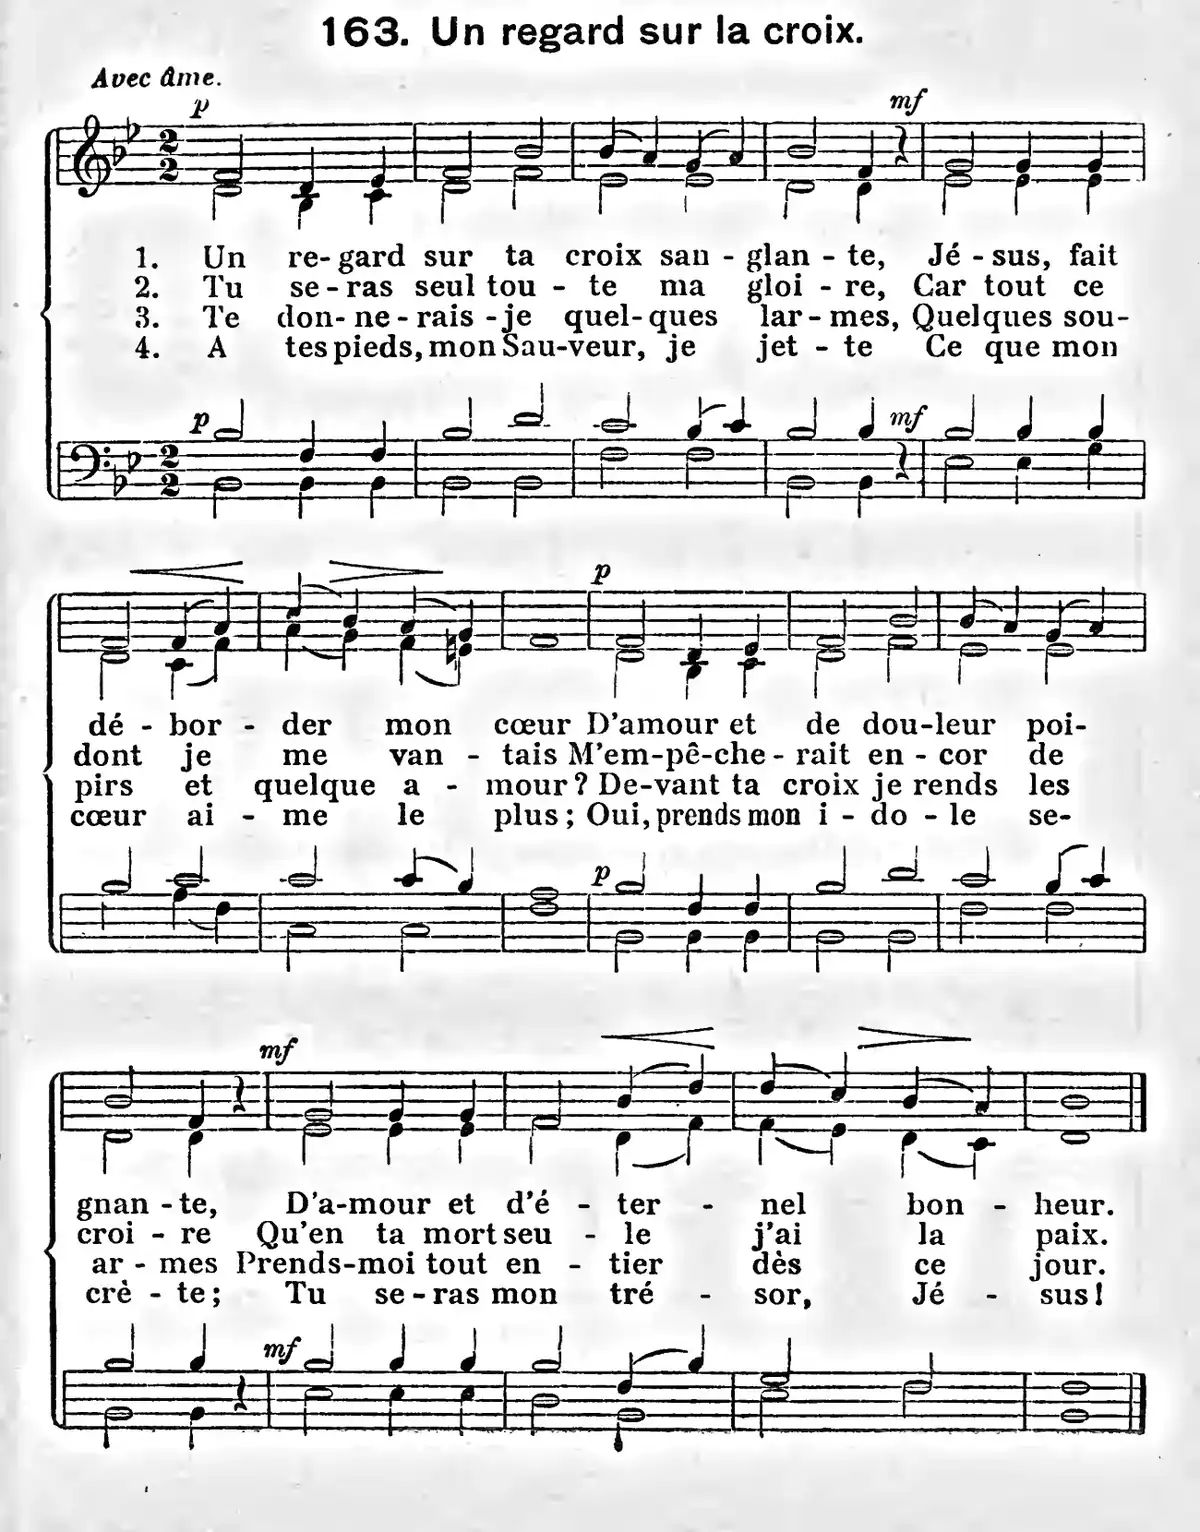 163. Un regard sur la croix.
Avec âme.
p
mf
2
2
1. Un re-gard sur ta croix san-glan-te, Jé-sus, fait
2. Tu se-ras seul tou-te ma gloi-re, Car tout ce
3. Te don-ne-rais-je quel-ques lar-mes, Quelques sou-
4. A tes pieds, mon Sau-veur, je jet-te Ce que mon
p
mf
2
2
p
dé-bor-der mon cœur D'amour et de dou-leur poi-
dont je me van-tais M'em-pê-che-rait en-cor de
pirs et quelque a-mour? De-vant ta croix je rends les
cœur ai-me le plus; Oui, prends mon i-do-le se-
p
mf
gnan-te, D'a-mour et d'é-ter-nel bon-heur.
croi-re Qu'en ta mort seu-le j'ai la paix.
ar-mes Prends-moi tout en-tier dès ce jour.
crè-te; Tu se-ras mon tré-sor, Jé-sus!
mf